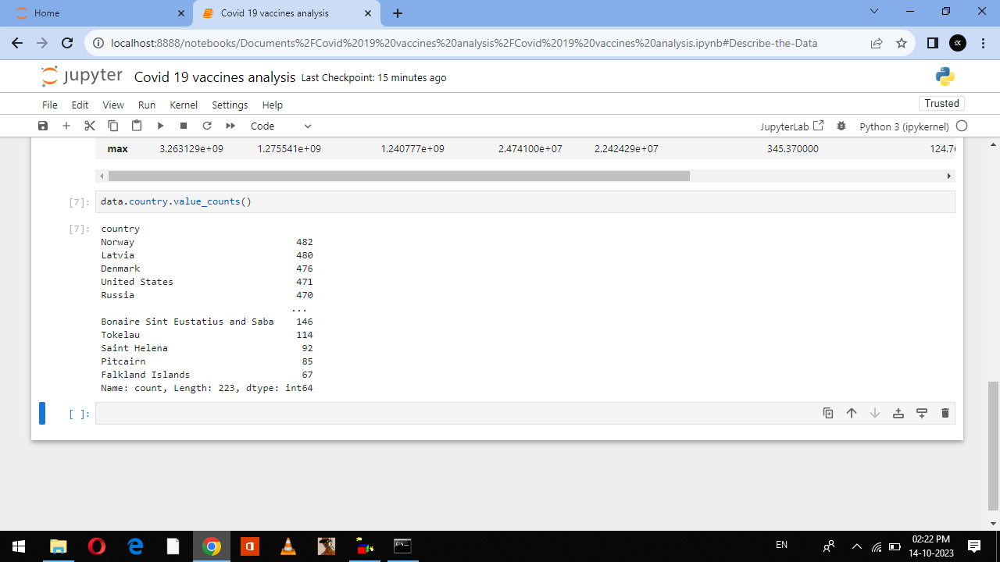 Home
Covid 19 vaccines analysis
localhost:8888/notebooks/Documents%2FCovid%2019%20vaccines%20analysis%2FCovid%2019%20vaccines%20analysis.ipynb#Describe-the-Data
jupyter Covid 19 vaccines analysis Last Checkpoint: 15 minutes ago
File Edit View Run Kernel Settings Help Trusted
Code JupyterLab Python 3 (ipykernel)
max 3.263129e+09 1.275541e+09 1.240777e+09 2.474100e+07 2.242429e+07 345.370000
[7]: data.country.value_counts()
[7]: country
Norway 482
Latvia 480
Denmark 476
United States 471
Russia 470
...
Bonaire Sint Eustatius and Saba 146
Tokelau 114
Saint Helena 92
Pitcairn 85
Falkland Islands 67
Name: count, Length: 223, dtype: int64
[ ]:
EN
02:22 PM
14-10-2023